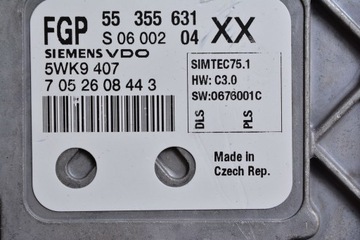 FGP 55 355 631 XX
S 06 002 04
SIEMENS VDO
5WK9 407
7 05 26 08 44 3
SIMTEC75.1
HW: C3.0
SW:0676001C
DLS
PLS
Made in
Czech Rep.